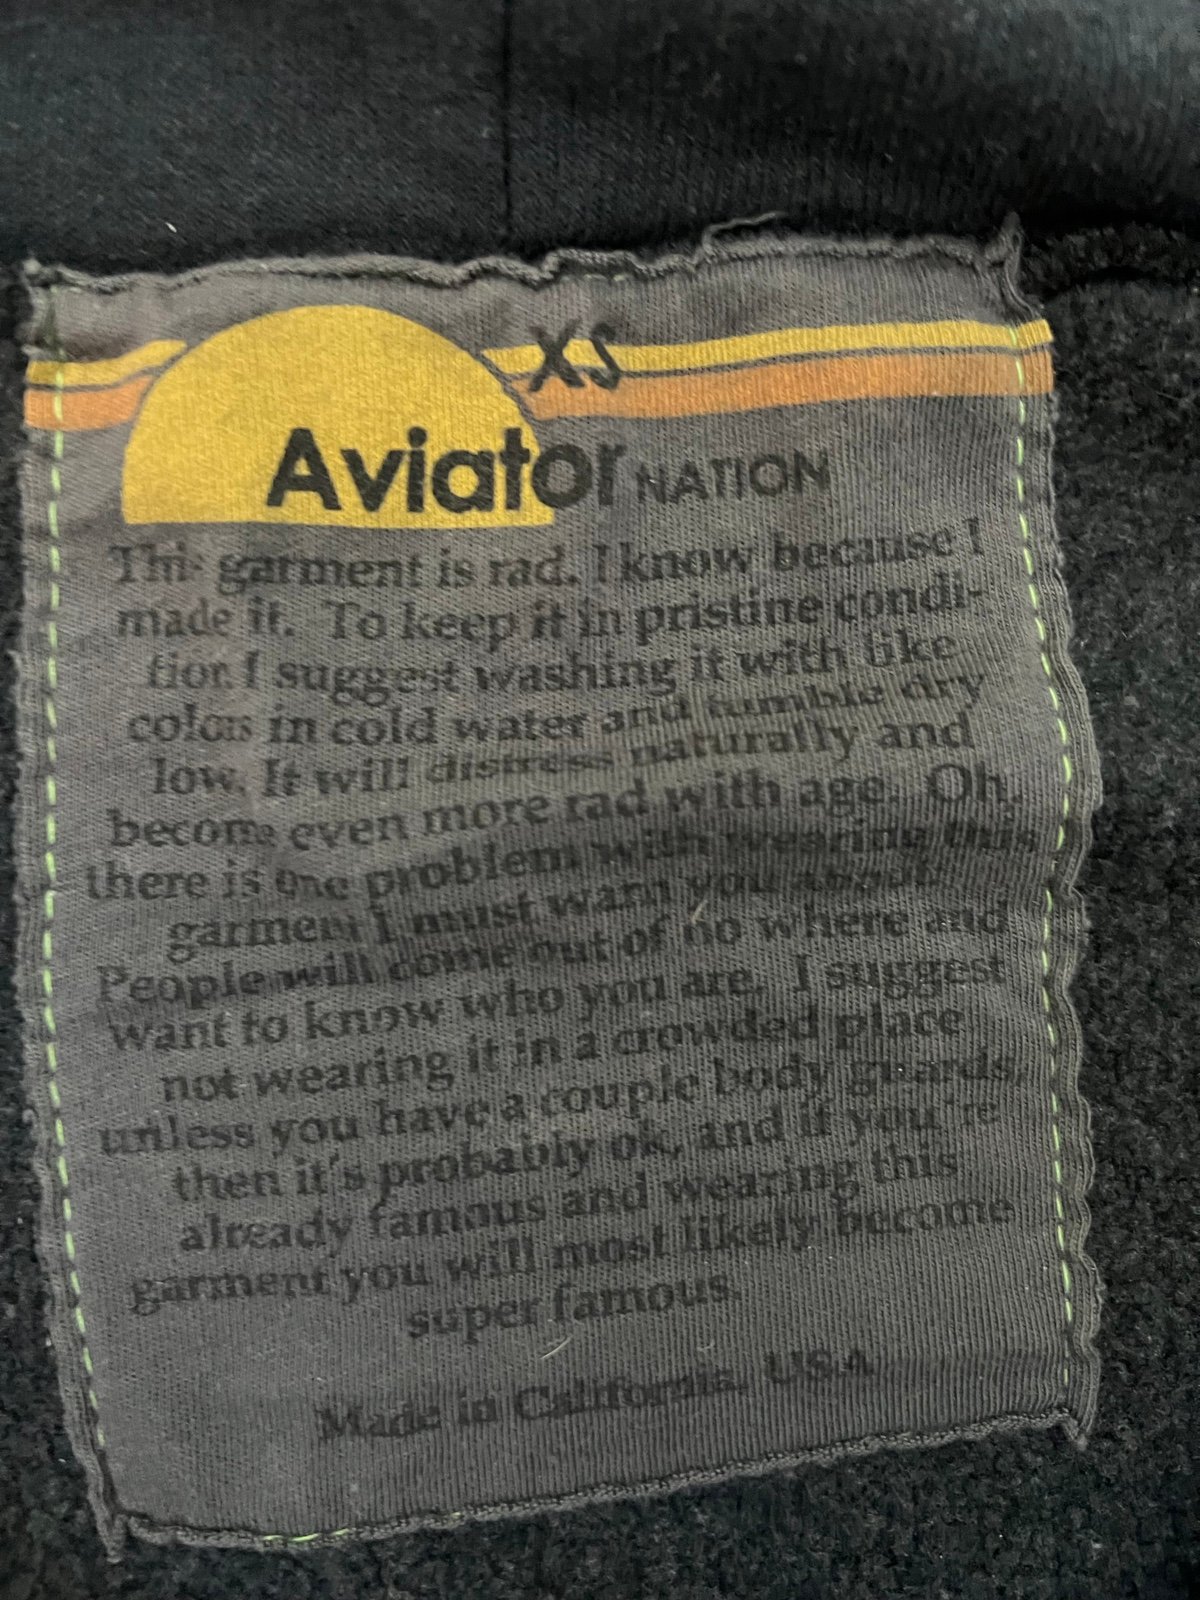 XS
Aviator NATION
This garment is rad. I know because I
made it. To keep it in pristine condi-
tion I suggest washing it with like
colors in cold water and tumble dry
low. It will distress naturally and
become even more rad with age. Oh,
there is one problem with wearing this
garment I must warn you about.
People will come out of no where and
want to know who you are. I suggest
not wearing it in a crowded place
unless you have a couple body guards,
then it's probably ok, and if you're
already famous and wearing this
garment you will most likely become
super famous.
Made in California, USA